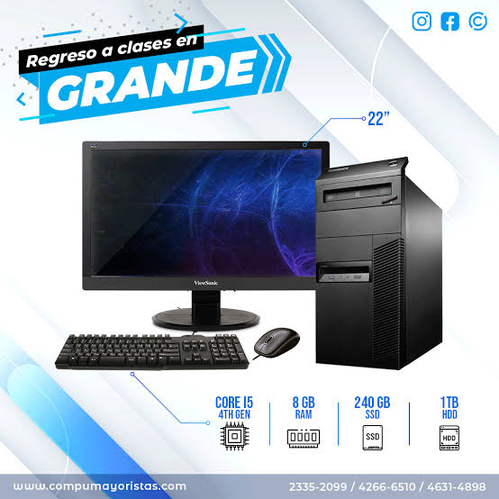 Regreso a clases en
GRANDE
22”
ViewSonic
CORE I5
4TH GEN
8 GB
RAM
240 GB
SSD
1TB
HDD
SSD
HDD
www.compumayoristas.com
2335-2099 / 4266-6510 / 4631-4898